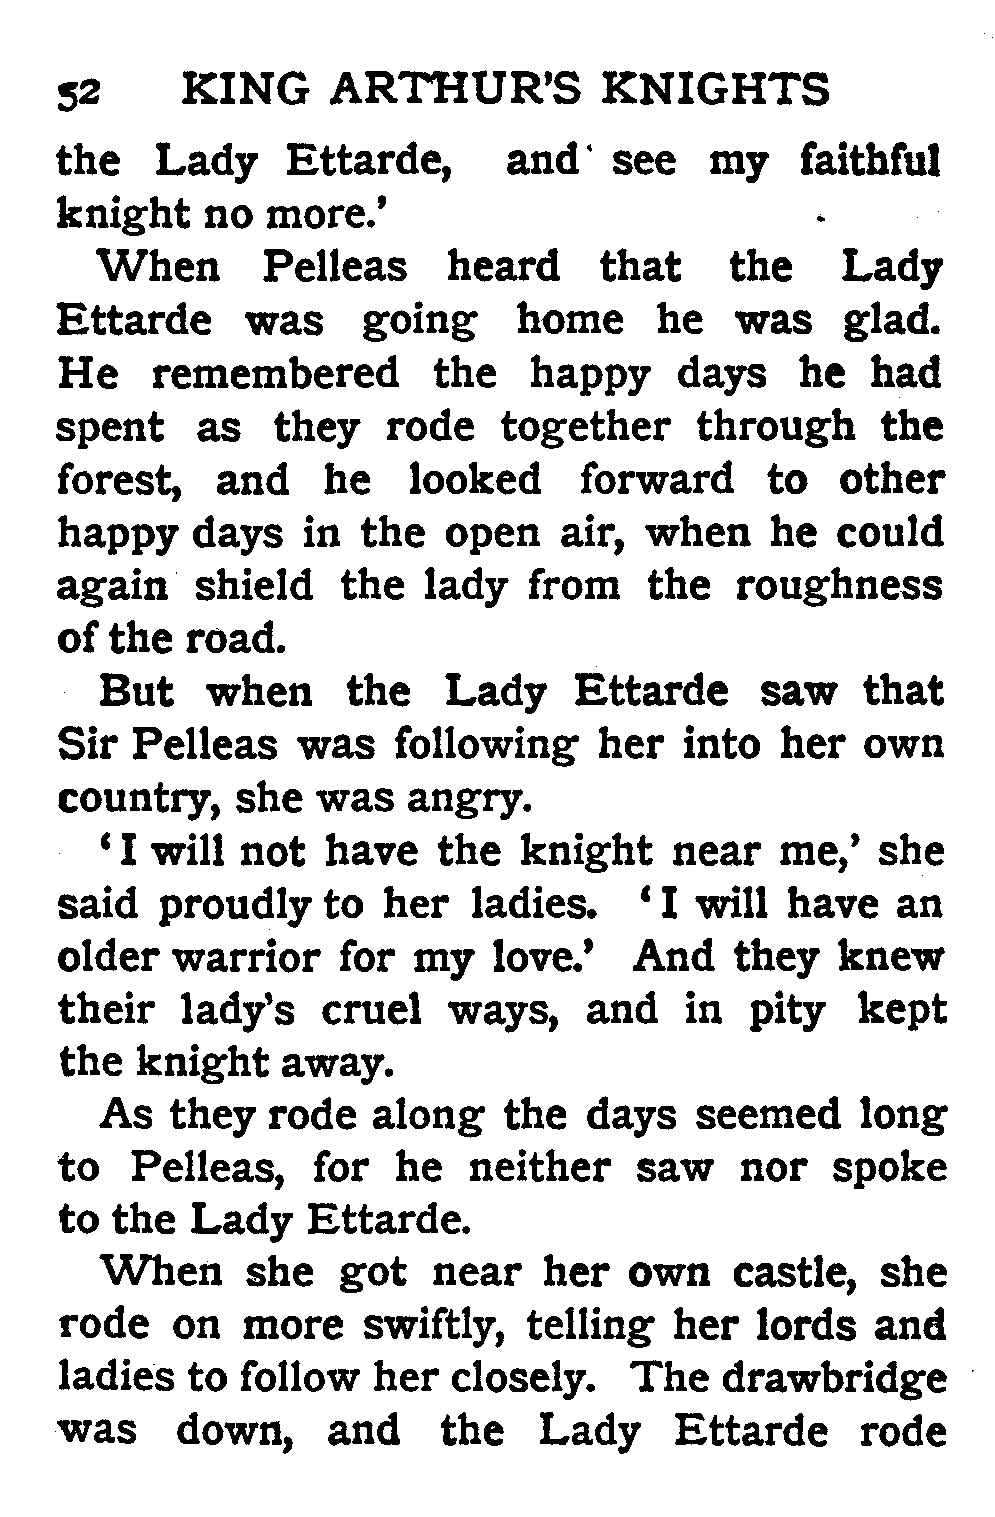 52 KING ARTHUR'S KNIGHTS
the Lady Ettarde, and see my faithful
knight no more.’
When Pelleas heard that the Lady
Ettarde was going home he was glad.
He remembered the happy days he had
spent as they rode together through the
forest, and he looked forward to other
happy days in the open air, when he could
again shield the lady from the roughness
of the road.
But when the Lady Ettarde saw that
Sir Pelleas was following her into her own
country, she was angry.
‘I will not have the knight near me,’ she
said proudly to her ladies. ‘I will have an
older warrior for my love.’ And they knew
their lady's cruel ways, and in pity kept
the knight away.
As they rode along the days seemed long
to Pelleas, for he neither saw nor spoke
to the Lady Ettarde.
When she got near her own castle, she
rode on more swiftly, telling her lords and
ladies to follow her closely. The drawbridge
was down, and the Lady Ettarde rode